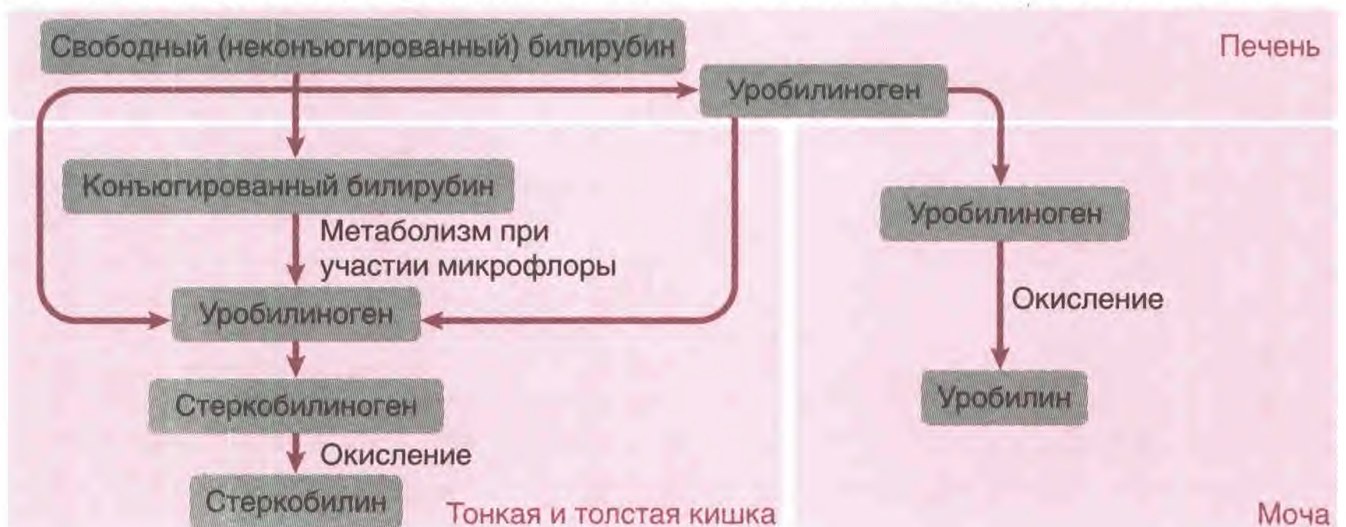 Свободный (неконъюгированный) билирубин
Печень
Уробилиноген
Конъюгированный билирубин
Уробилиноген
Метаболизм при
участии микрофлоры
Уробилиноген
Окисление
Стеркобилиноген
Уробилин
Окисление
Стеркобилин
Тонкая и толстая кишка
Моча